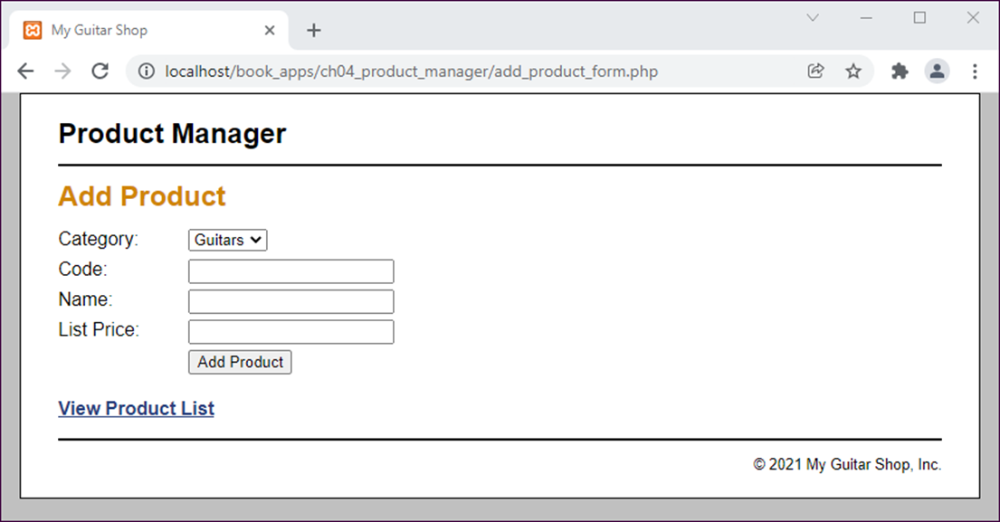 My Guitar Shop
localhost/book_apps/ch04_product_manager/add_product_form.php
Product Manager
Add Product
Category: Guitars
Code:
Name:
List Price:
Add Product
View Product List
© 2021 My Guitar Shop, Inc.